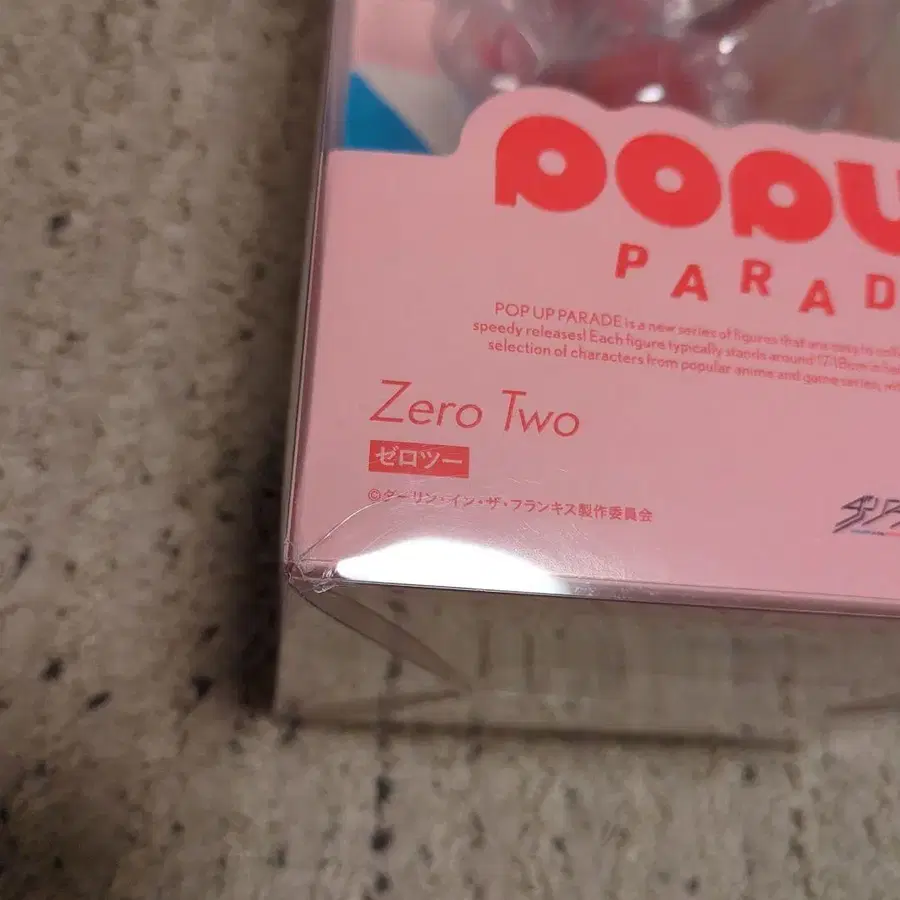 POPU
PARAD
POP UP PARADE is a new series of figures that are easy to coll
speedy releases! Each figure typically stands around 17-18cm in
selection of characters from popular anime and game series, wi
Zero Two
ゼロツー
©ダーリン・イン・ザ・フランキス製作委員会